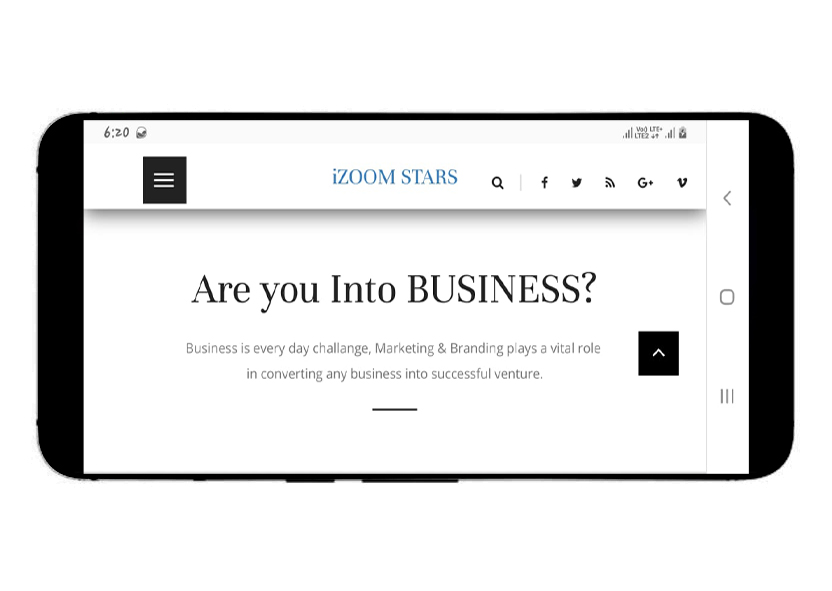 6:20
Vo) LTE+
LTE2 ↓↑
iZOOM STARS
Are you Into BUSINESS?
Business is every day challange, Marketing & Branding plays a vital role
in converting any business into successful venture.